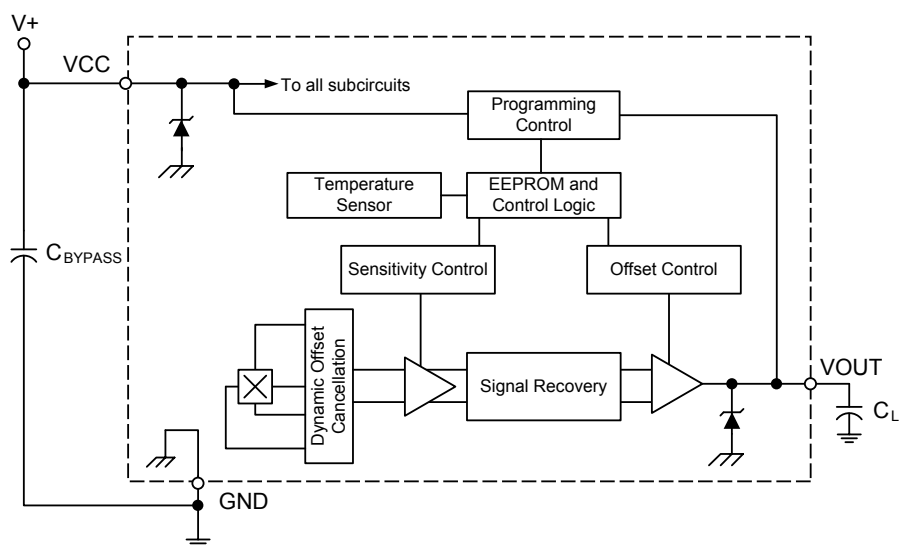 V+
VCC
To all subcircuits
Programming
Control
Temperature
Sensor
EEPROM and
Control Logic
CBYPASS
Sensitivity Control
Offset Control
Dynamic Offset
Cancellation
Signal Recovery
VOUT
CL
GND